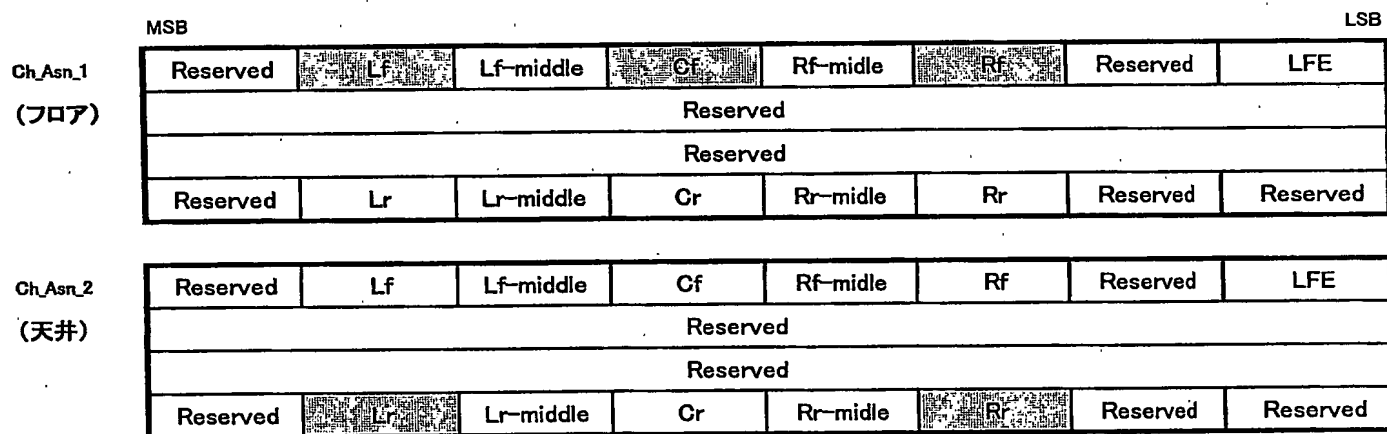 MSB LSB
Ch_Asn_1 Reserved Lf Lf-middle Cf Rf-midle Rf Reserved LFE
(フロア) Reserved
Reserved
Reserved Lr Lr-middle Cr Rr-midle Rr Reserved Reserved
Ch_Asn_2 Reserved Lf Lf-middle Cf Rf-midle Rf Reserved LFE
(天井) Reserved
Reserved
Reserved Lr Lr-middle Cr Rr-midle Rr Reserved Reserved